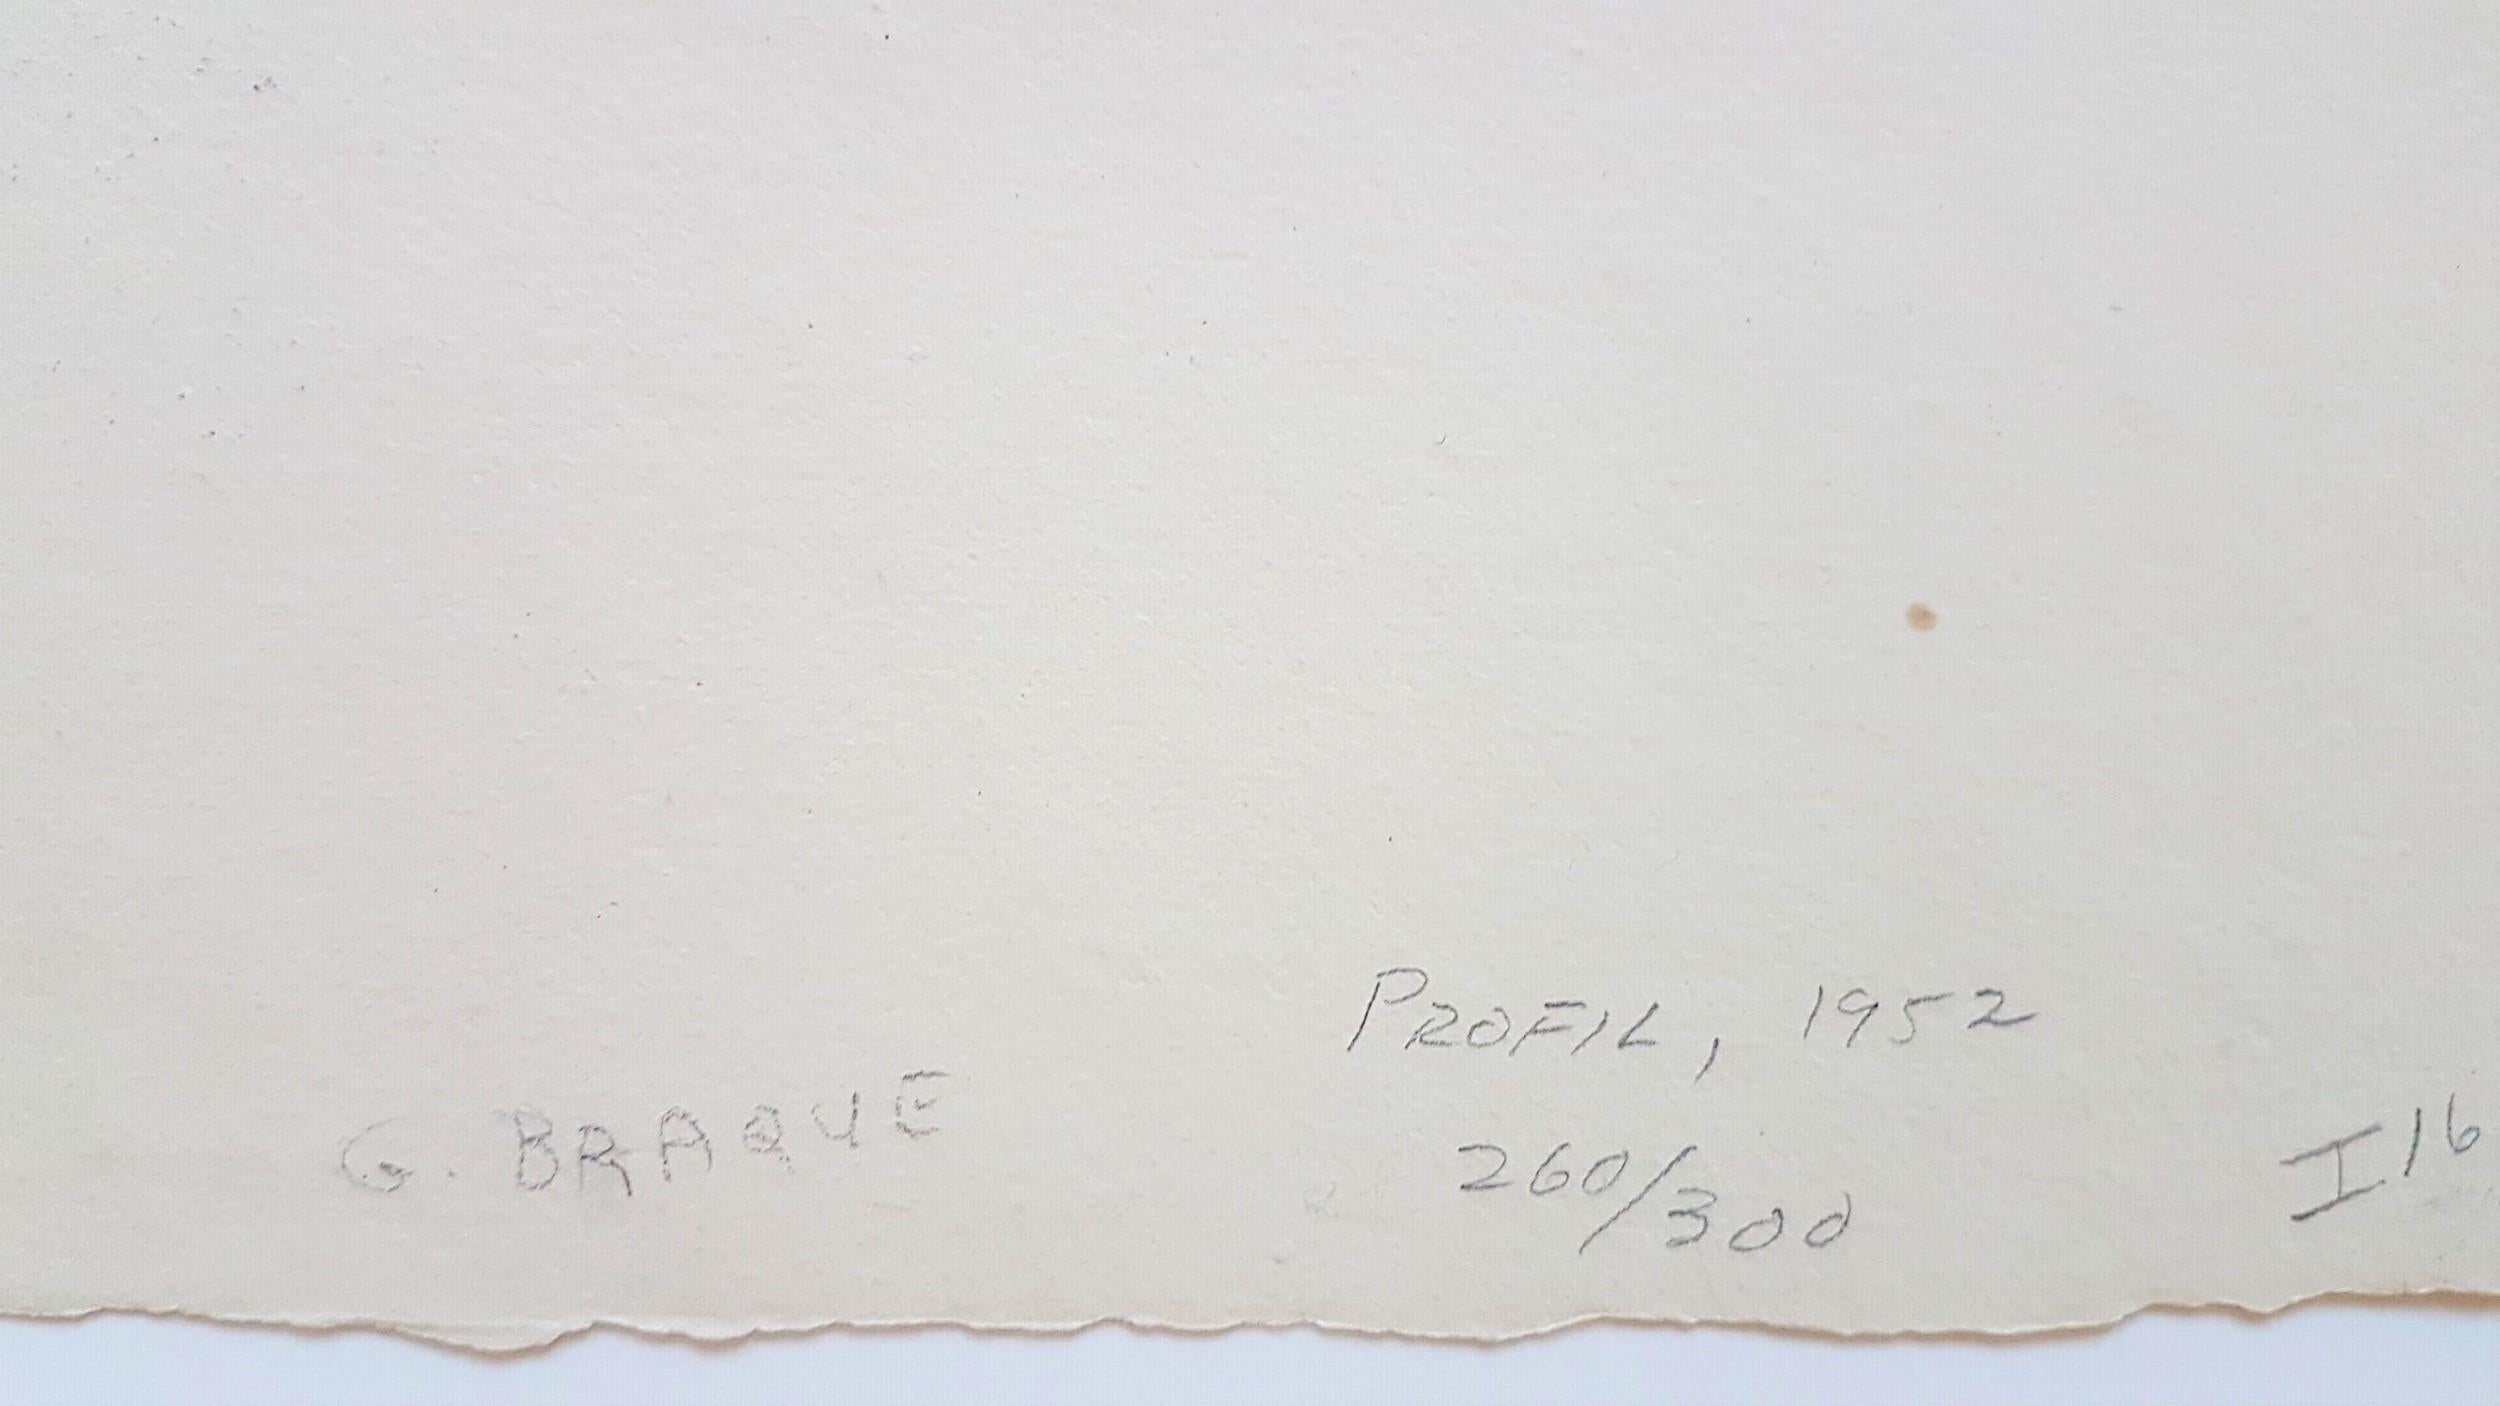 G. BRAQUE
PROFIL, 1952
260/300
I16